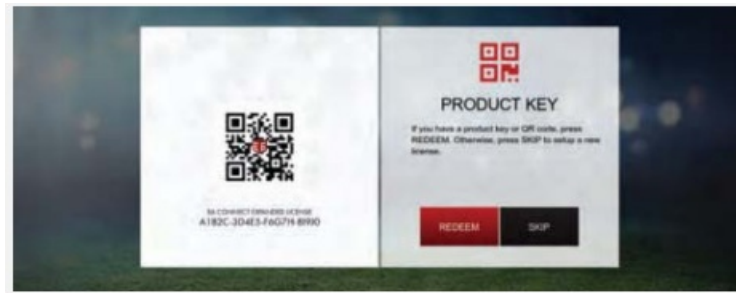 A1B2C-3D4E5-F6G7H-8I9J0
PRODUCT KEY
If you have a product key or QR code, press
REDEEM. Otherwise, press SKIP to setup a new
license.
REDEEM SKIP